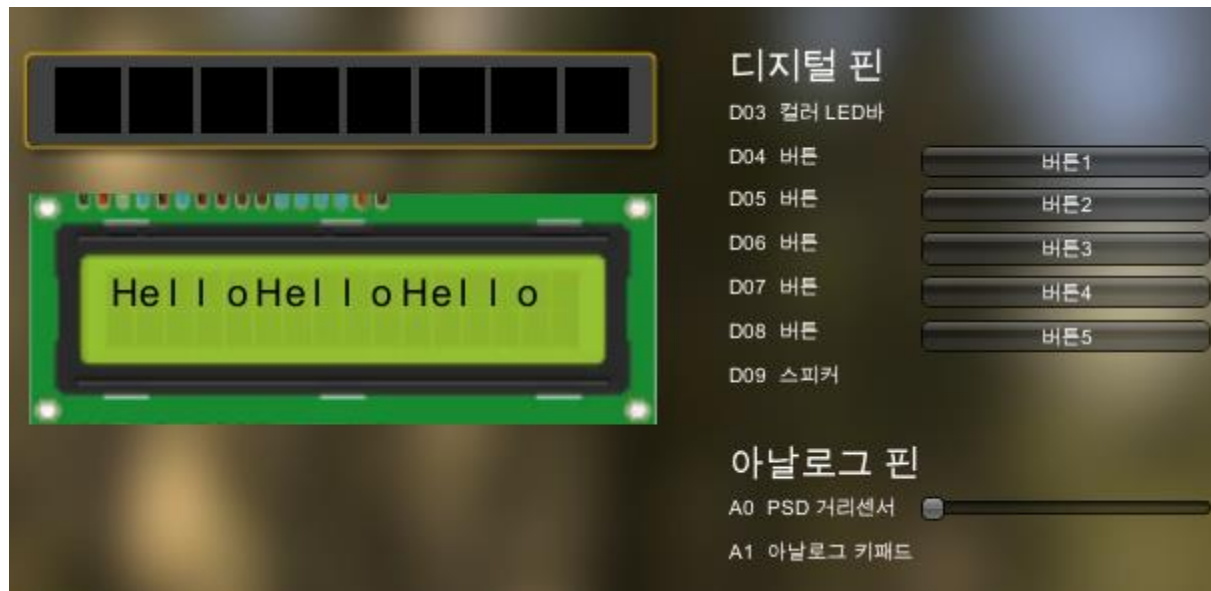 HelloHelloHello
디지털 핀
D03 컬러 LED바
D04 버튼 버튼1
D05 버튼 버튼2
D06 버튼 버튼3
D07 버튼 버튼4
D08 버튼 버튼5
D09 스피커
아날로그 핀
A0 PSD 거리센서
A1 아날로그 키패드